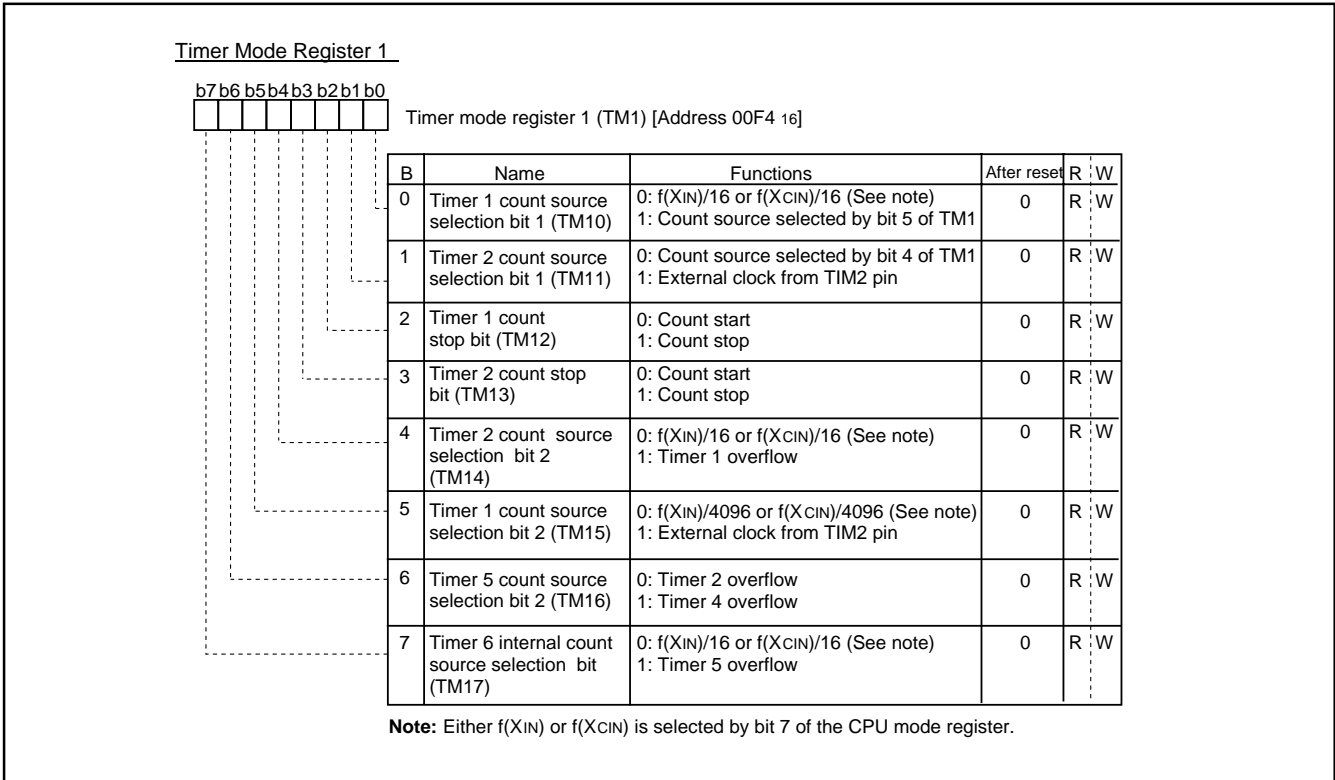 Timer Mode Register 1
b7 b6 b5 b4 b3 b2 b1 b0
Timer mode register 1 (TM1) [Address 00F4 16]
B Name Functions After reset R W
0 Timer 1 count source selection bit 1 (TM10) 0: f(XIN)/16 or f(XCIN)/16 (See note) 0 R W
1: Count source selected by bit 5 of TM1
1 Timer 2 count source selection bit 1 (TM11) 0: Count source selected by bit 4 of TM1 0 R W
1: External clock from TIM2 pin
2 Timer 1 count stop bit (TM12) 0: Count start 0 R W
1: Count stop
3 Timer 2 count stop bit (TM13) 0: Count start 0 R W
1: Count stop
4 Timer 2 count source selection bit 2 (TM14) 0: f(XIN)/16 or f(XCIN)/16 (See note) 0 R W
1: Timer 1 overflow
5 Timer 1 count source selection bit 2 (TM15) 0: f(XIN)/4096 or f(XCIN)/4096 (See note) 0 R W
1: External clock from TIM2 pin
6 Timer 5 count source selection bit 2 (TM16) 0: Timer 2 overflow 0 R W
1: Timer 4 overflow
7 Timer 6 internal count source selection bit (TM17) 0: f(XIN)/16 or f(XCIN)/16 (See note) 0 R W
1: Timer 5 overflow
Note: Either f(XIN) or f(XCIN) is selected by bit 7 of the CPU mode register.